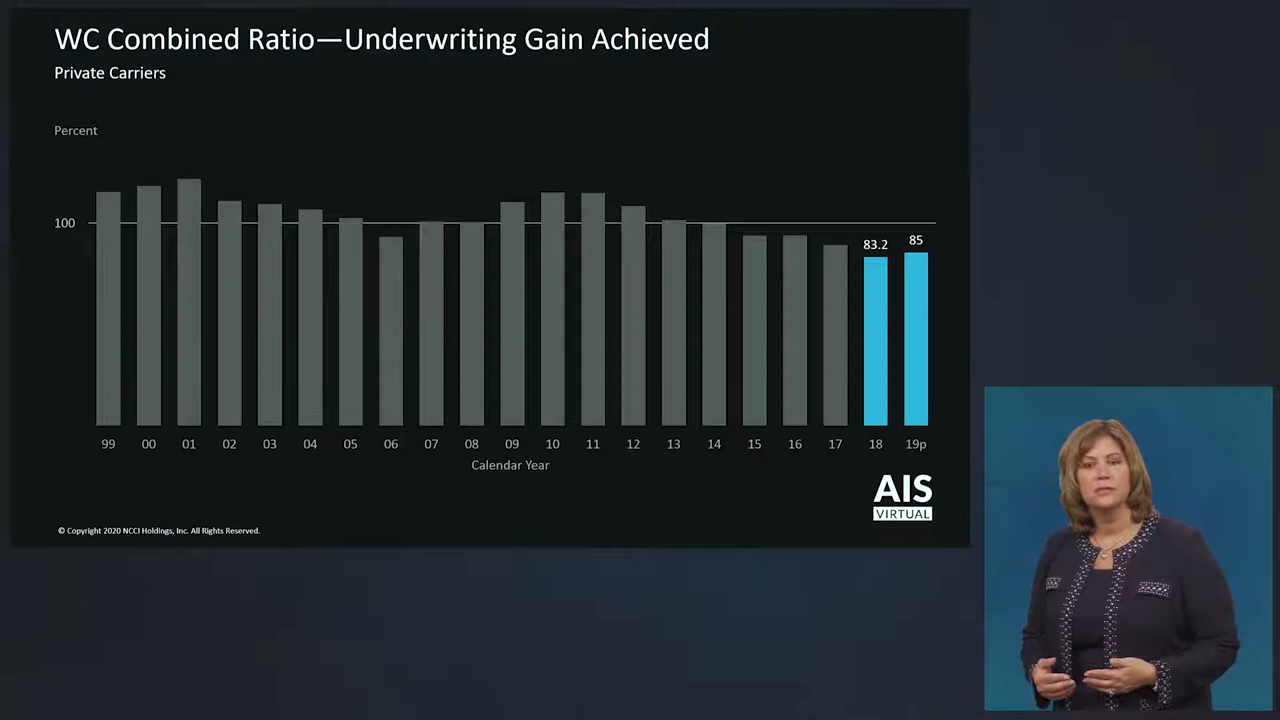 WC Combined Ratio—Underwriting Gain Achieved
Private Carriers
Percent
100
83.2
85
99 00 01 02 03 04 05 06 07 08 09 10 11 12 13 14 15 16 17 18 19p
Calendar Year
AIS
VIRTUAL
© Copyright 2020 NCCI Holdings, Inc. All Rights Reserved.